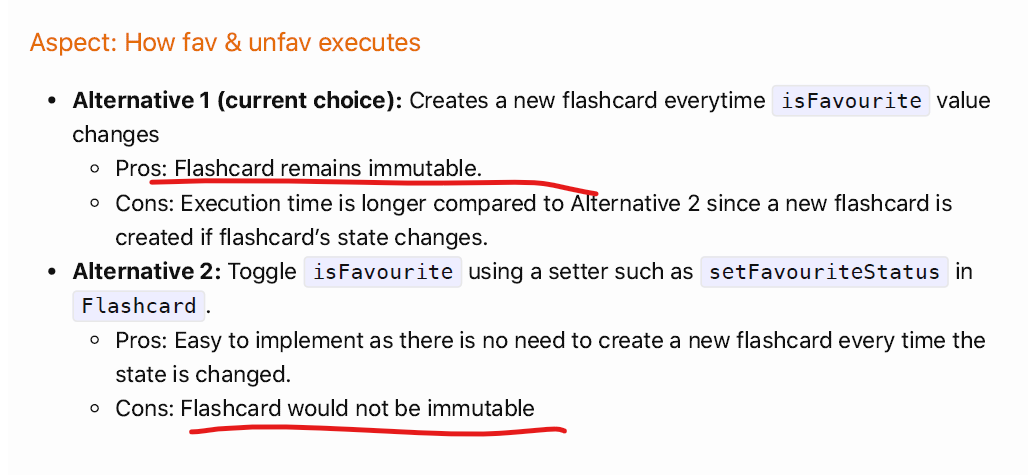 Aspect: How fav & unfav executes
• Alternative 1 (current choice): Creates a new flashcard everytime isFavourite value
changes
◦ Pros: Flashcard remains immutable.
◦ Cons: Execution time is longer compared to Alternative 2 since a new flashcard is
created if flashcard's state changes.
• Alternative 2: Toggle isFavourite using a setter such as setFavouriteStatus in
Flashcard.
◦ Pros: Easy to implement as there is no need to create a new flashcard every time the
state is changed.
◦ Cons: Flashcard would not be immutable